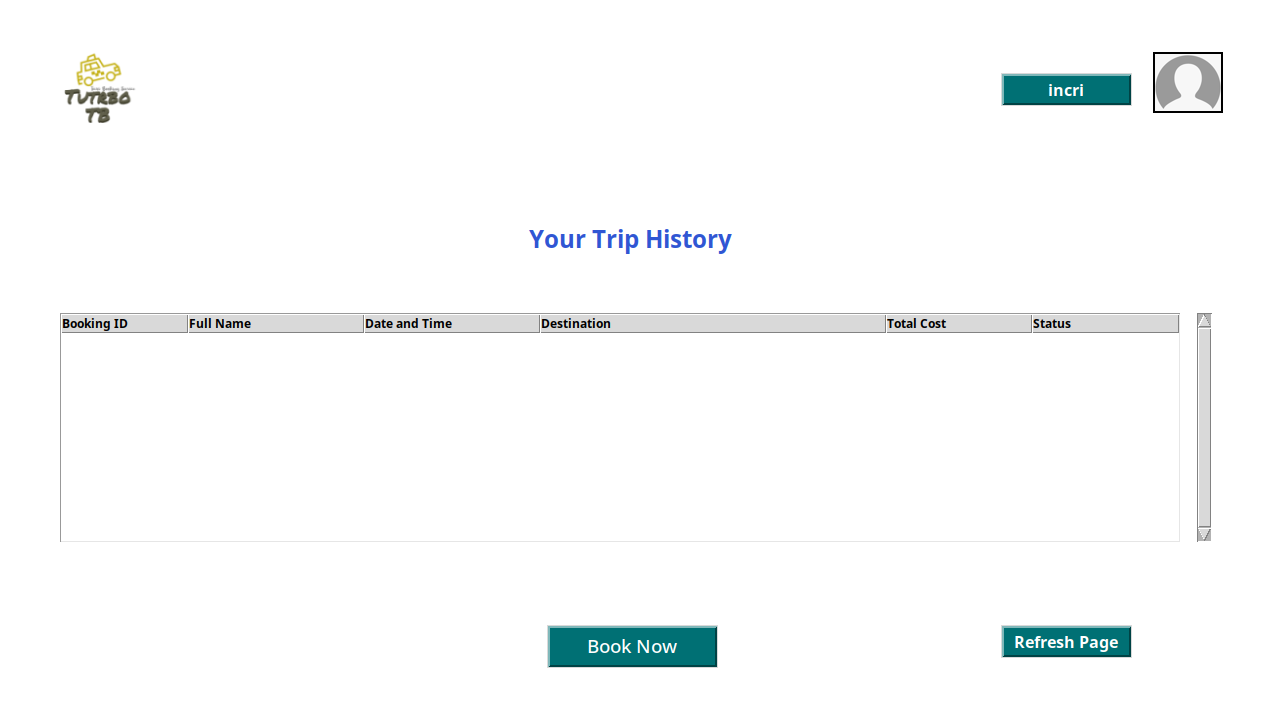 TUTRBO
TB
incri
Your Trip History
Booking ID Full Name Date and Time Destination Total Cost Status
Book Now
Refresh Page